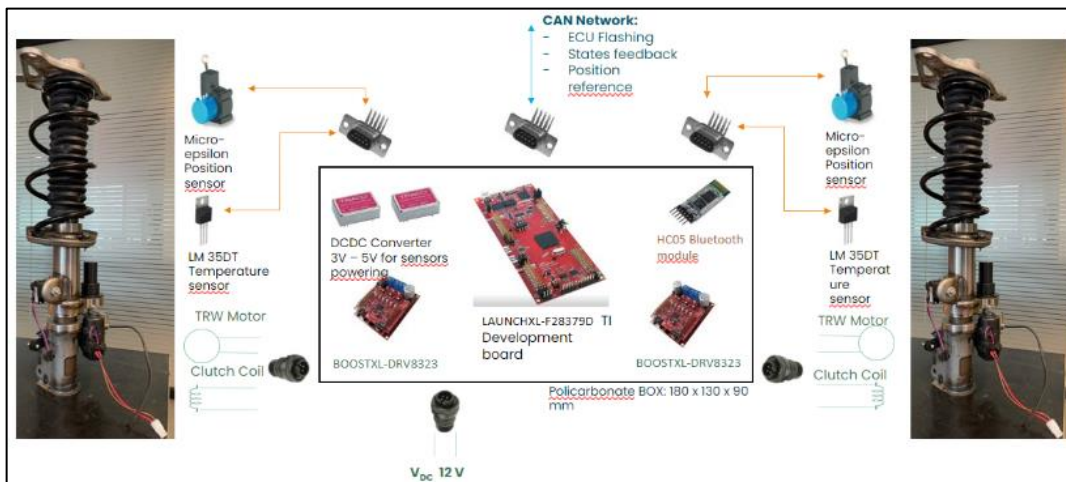 CAN Network:
- ECU Flashing
- States feedback
- Position
reference
Micro-
epsilon
Position
sensor
LM 35DT
Temperature
sensor
TRW Motor
Clutch Coil
DCDC Converter
3V – 5V for sensors
powering
BOOSTXL-DRV8323
LAUNCHXL-F28379D TI
Development
board
HC05 Bluetooth
module
BOOSTXL-DRV8323
Policarbonate BOX: 180 x 130 x 90
mm
Micro-
epsilon
Position
sensor
LM 35DT
Temperat
ure
sensor
TRW Motor
Clutch Coil
VDC 12 V